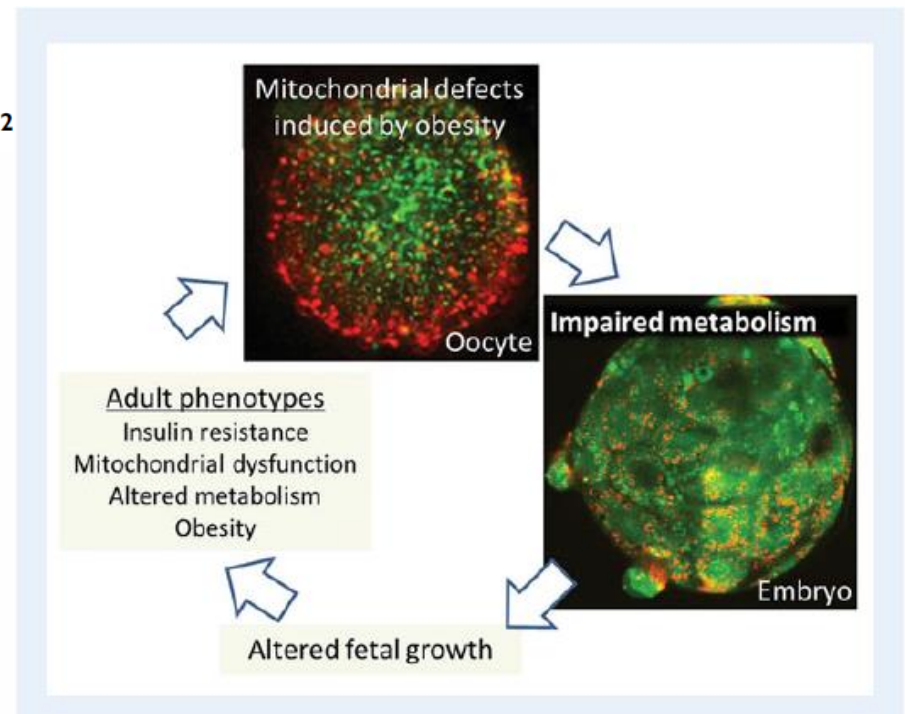 2
Mitochondrial defects
induced by obesity
Oocyte
Impaired metabolism
Embryo
Altered fetal growth
Adult phenotypes
Insulin resistance
Mitochondrial dysfunction
Altered metabolism
Obesity